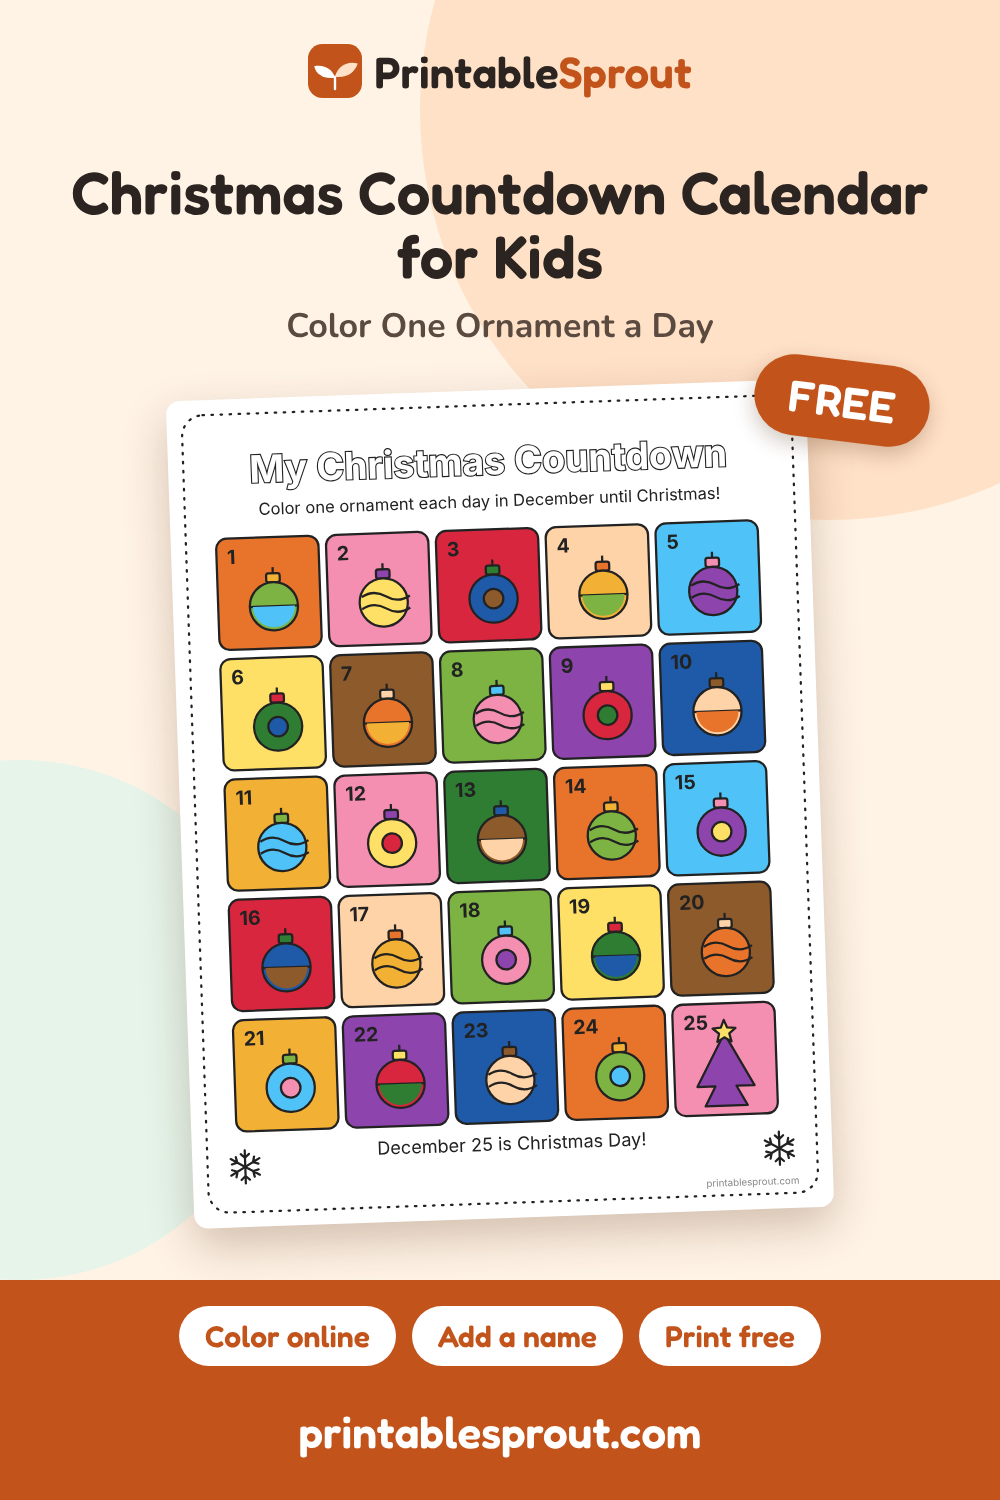 PrintableSprout
Christmas Countdown Calendar
for Kids
Color One Ornament a Day
FREE
My Christmas Countdown
Color one ornament each day in December until Christmas!
1 2 3 4 5
6 7 8 9 10
11 12 13 14 15
16 17 18 19 20
21 22 23 24 25
December 25 is Christmas Day!
printablesprout.com
Color online Add a name Print free
printablesprout.com